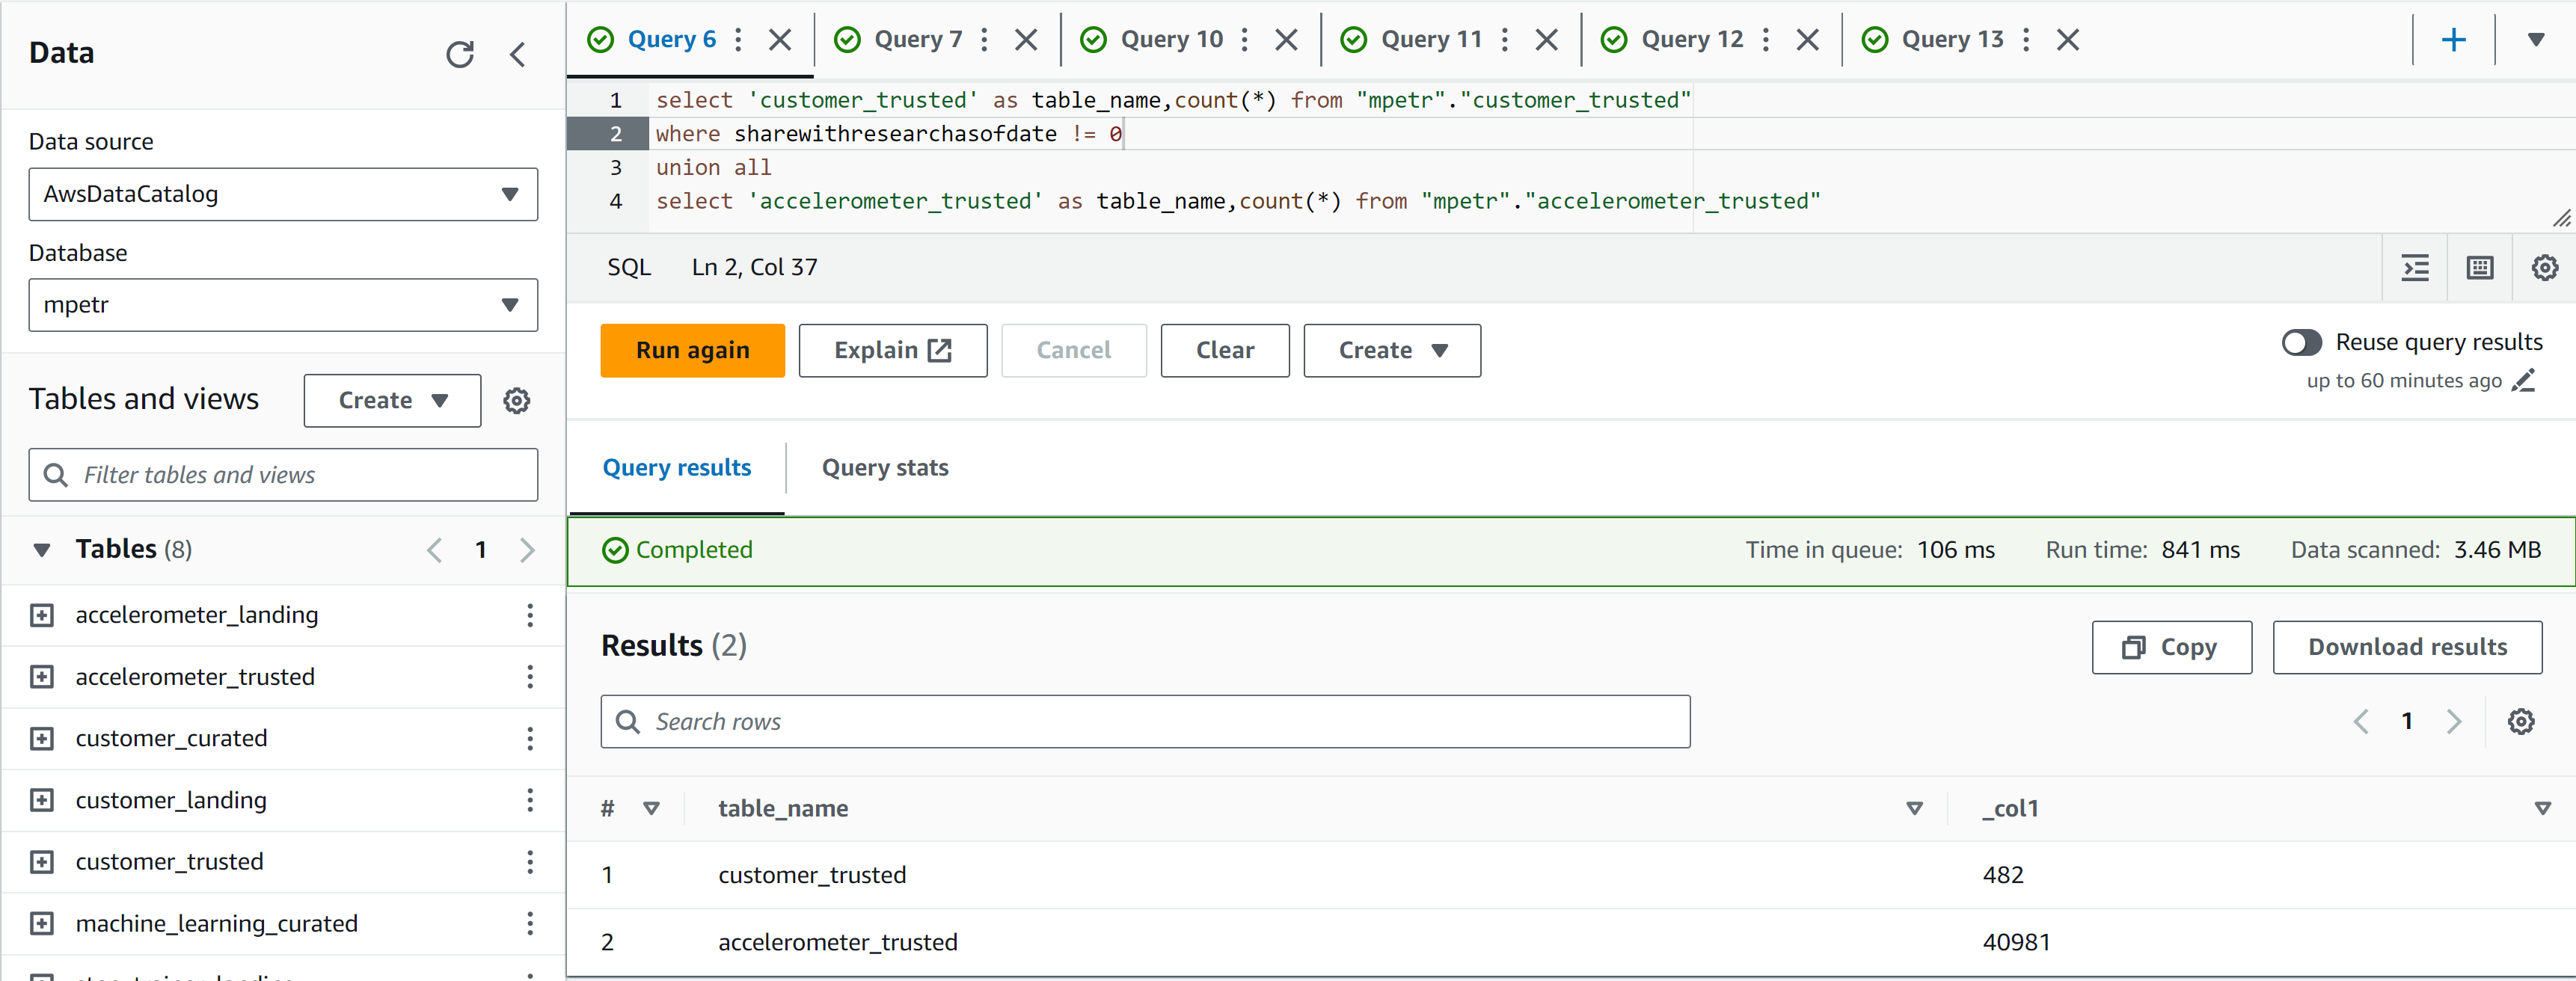 Data
Data source
AwsDataCatalog
Database
mpetr
Tables and views
Create
Filter tables and views
Tables (8)
1
accelerometer_landing
accelerometer_trusted
customer_curated
customer_landing
customer_trusted
machine_learning_curated
Query 6
Query 7
Query 10
Query 11
Query 12
Query 13
1 select 'customer_trusted' as table_name,count(*) from "mpetr"."customer_trusted"
2 where sharewithresearchasofdate != 0
3 union all
4 select 'accelerometer_trusted' as table_name,count(*) from "mpetr"."accelerometer_trusted"
SQL Ln 2, Col 37
Run again
Explain
Cancel
Clear
Create
Reuse query results
up to 60 minutes ago
Query results
Query stats
Completed
Time in queue: 106 ms Run time: 841 ms Data scanned: 3.46 MB
Results (2)
Copy
Download results
Search rows
1
# table_name _col1
1 customer_trusted 482
2 accelerometer_trusted 40981